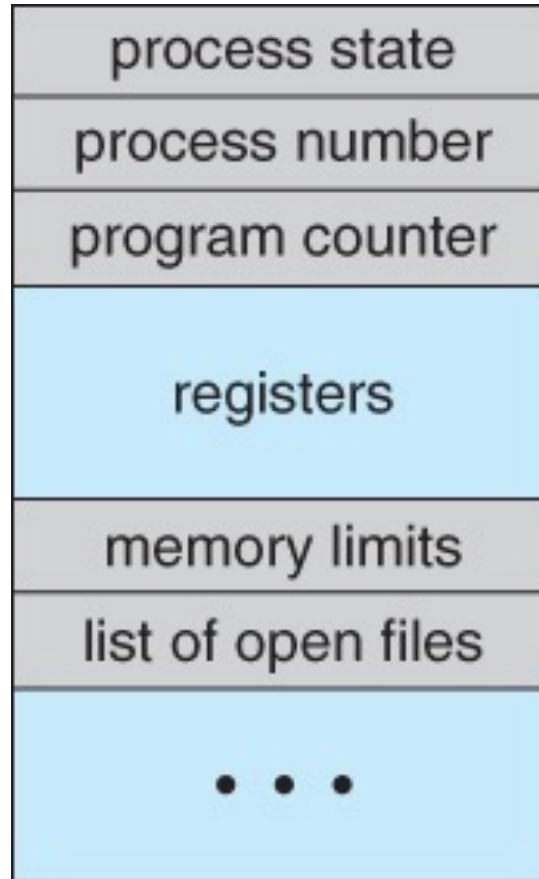 process state
process number
program counter
registers
memory limits
list of open files
• • •